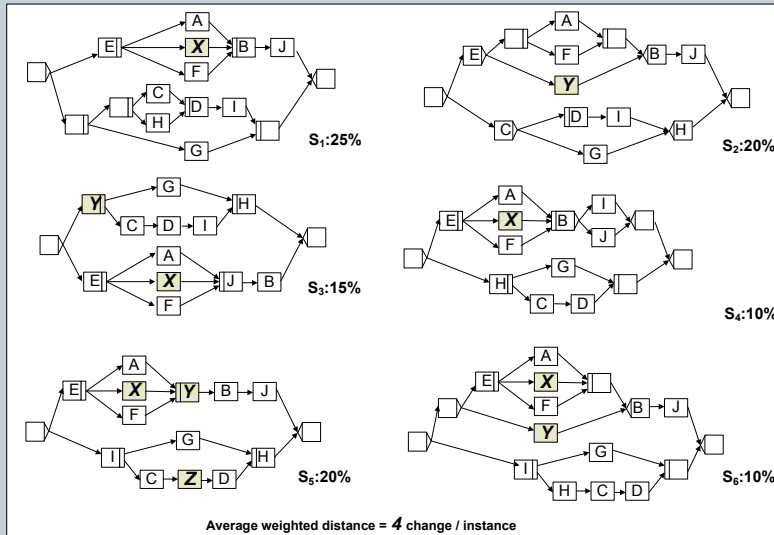 A
E
X
B
J
F
C
D
I
H
G
S1:25%
A
E
F
B
J
Y
C
D
I
H
G
S2:20%
Y
G
H
C
D
I
A
E
X
J
B
F
S3:15%
A
E
X
B
I
F
J
H
G
C
D
S4:10%
A
E
X
Y
B
J
F
I
G
H
C
Z
D
S5:20%
A
E
X
F
B
J
Y
I
G
H
C
D
S6:10%
Average weighted distance = 4 change / instance